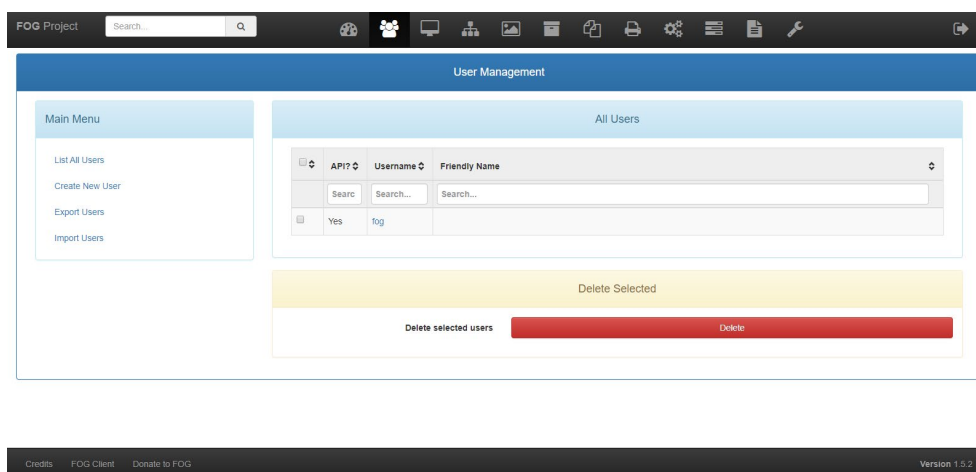 FOG Project Search...
User Management
Main Menu
List All Users
Create New User
Export Users
Import Users
All Users
API? Username Friendly Name
Searc Search... Search...
Yes fog
Delete Selected
Delete selected users Delete
Credits FOG Client Donate to FOG Version 1.5.2